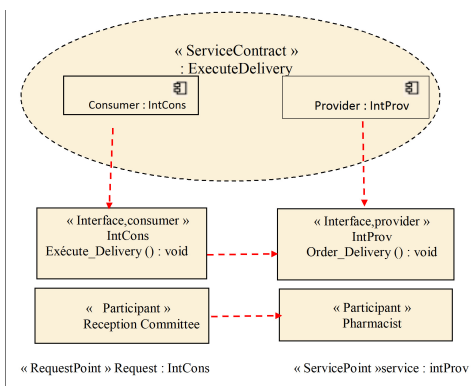 « ServiceContract »
: ExecuteDelivery
Consumer : IntCons
Provider : IntProv
« Interface,consumer »
IntCons
Exécute_Delivery () : void
« Interface,provider »
IntProv
Order_Delivery () : void
« Participant »
Reception Committee
« Participant »
Pharmacist
« RequestPoint » Request : IntCons
« ServicePoint »service : intProv